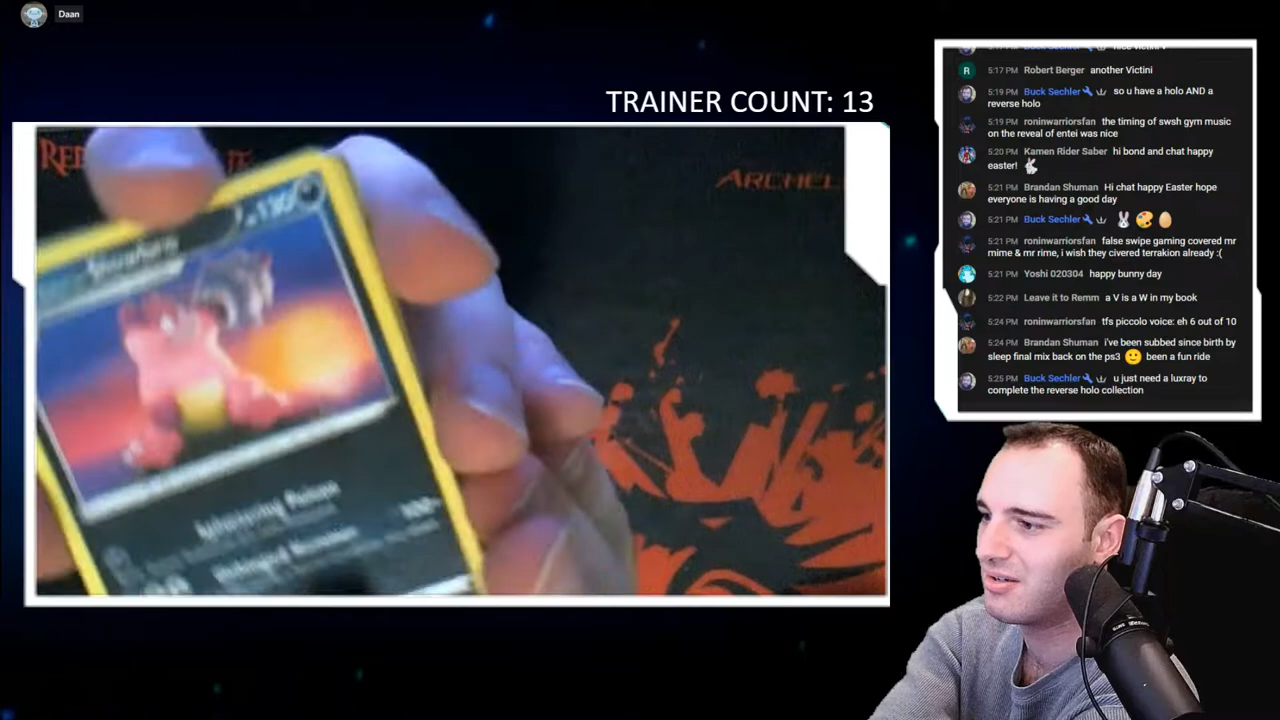 Daan
TRAINER COUNT: 13
ARCHEL
5:17 PM Robert Berger another Victini
5:19 PM Buck Sechler so u have a holo AND a
reverse holo
5:19 PM roninwarriorsfan the timing of swsh gym music
on the reveal of entei was nice
5:20 PM Kamen Rider Saber hi bond and chat happy
easter!
5:21 PM Brandan Shuman Hi chat happy Easter hope
everyone is having a good day
5:21 PM Buck Sechler
5:21 PM roninwarriorsfan false swipe gaming covered mr
mime & mr rime, i wish they civered terrakion already :(
5:21 PM Yoshi 020304 happy bunny day
5:22 PM Leave it to Remm a V is a W in my book
5:24 PM roninwarriorsfan tfs piccolo voice: eh 6 out of 10
5:24 PM Brandan Shuman i've been subbed since birth by
sleep final mix back on the ps3 been a fun ride
5:25 PM Buck Sechler u just need a luxray to
complete the reverse holo collection